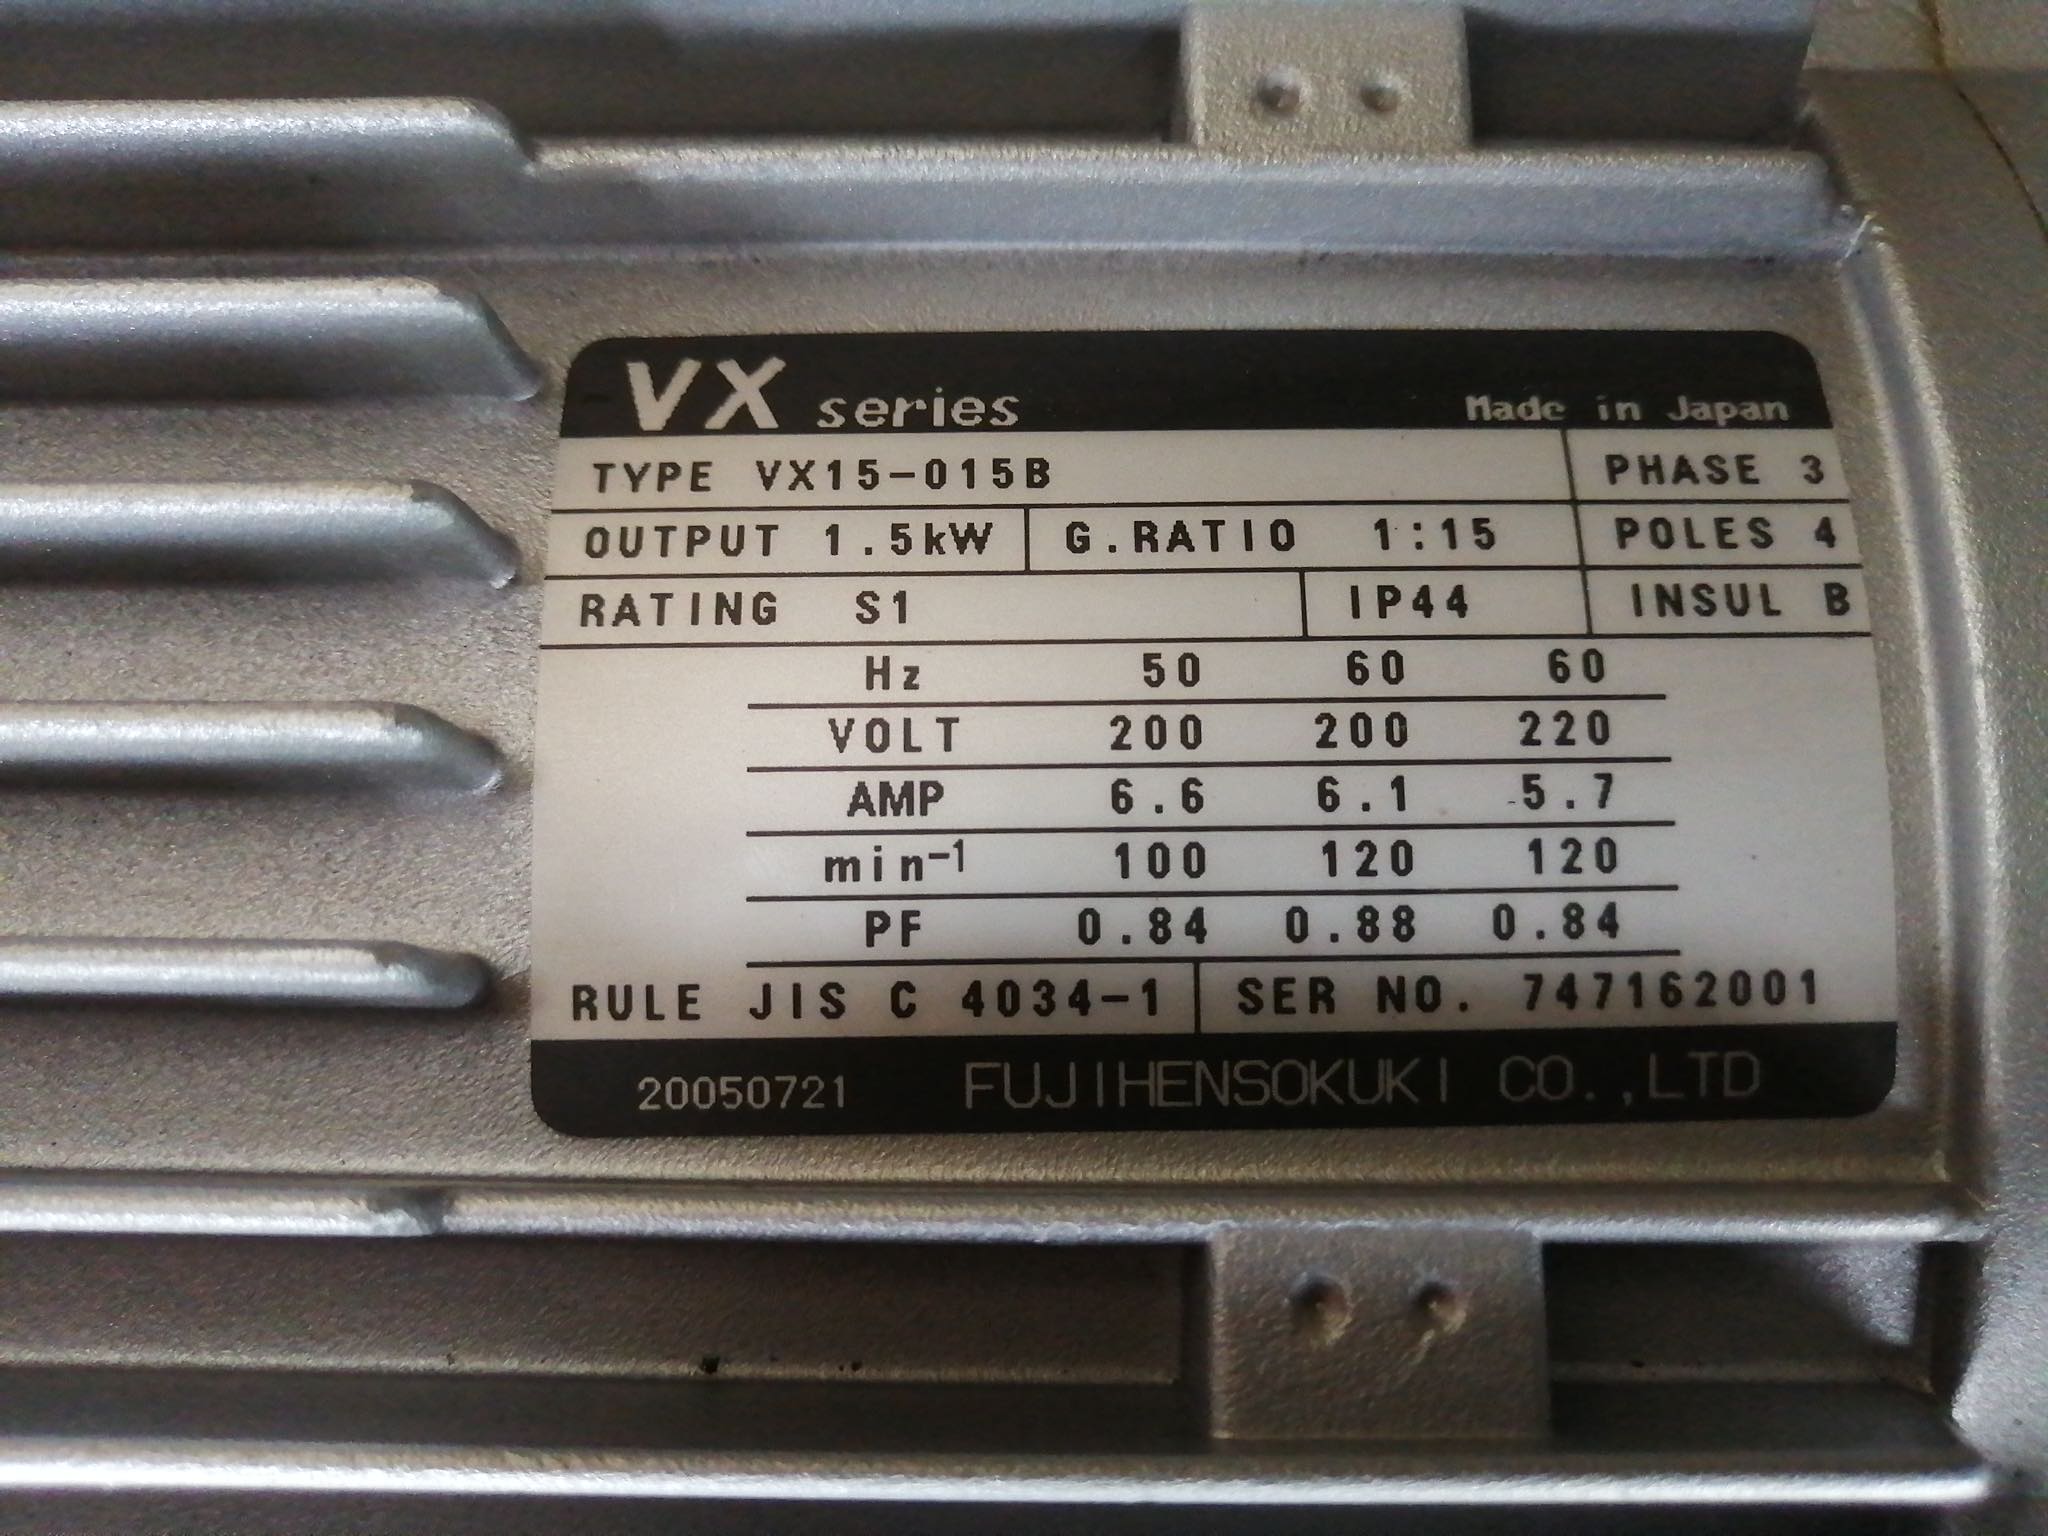 VX series Made in Japan
TYPE VX15-015B PHASE 3
OUTPUT 1.5kW G.RATIO 1:15 POLES 4
RATING S1 IP44 INSUL B
Hz 50 60 60
VOLT 200 200 220
AMP 6.6 6.1 5.7
min⁻¹ 100 120 120
PF 0.84 0.88 0.84
RULE JIS C 4034-1 SER NO. 747162001
20050721 FUJIHENSOKUKI CO.,LTD